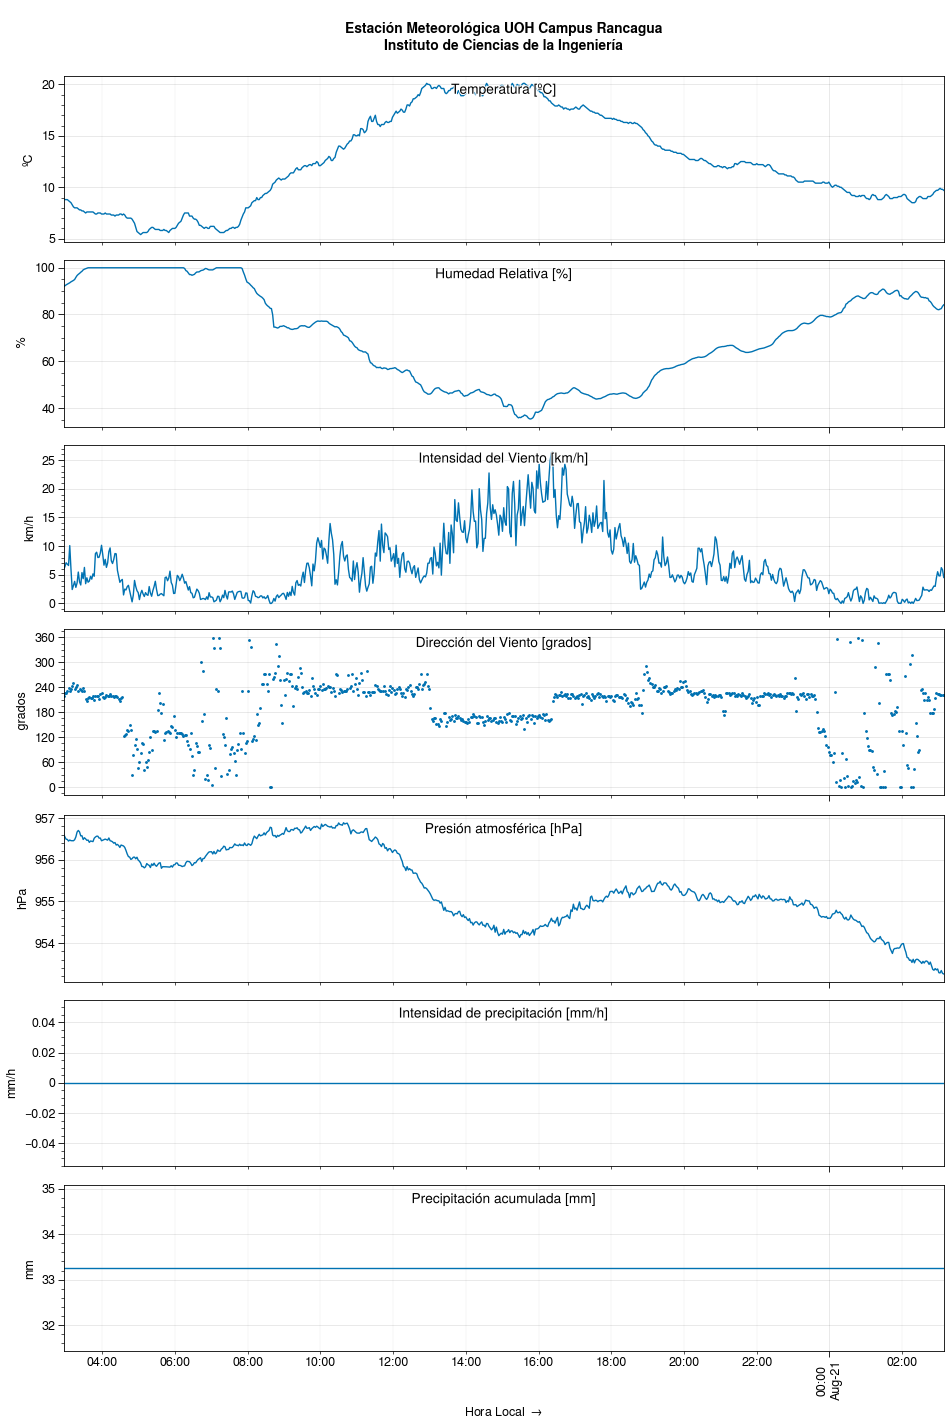 Estación Meteorológica UOH Campus Rancagua
Instituto de Ciencias de la Ingeniería
Temperatura [ºC]
20
15
10
5
ºC
Humedad Relativa [%]
100
80
60
40
%
Intensidad del Viento [km/h]
25
20
15
10
5
0
km/h
Dirección del Viento [grados]
360
300
240
180
120
60
0
grados
Presión atmosférica [hPa]
957
956
955
954
hPa
Intensidad de precipitación [mm/h]
0.04
0.02
0
−0.02
−0.04
mm/h
Precipitación acumulada [mm]
35
34
33
32
mm
04:00 06:00 08:00 10:00 12:00 14:00 16:00 18:00 20:00 22:00 00:00 02:00
Aug-21
Hora Local →